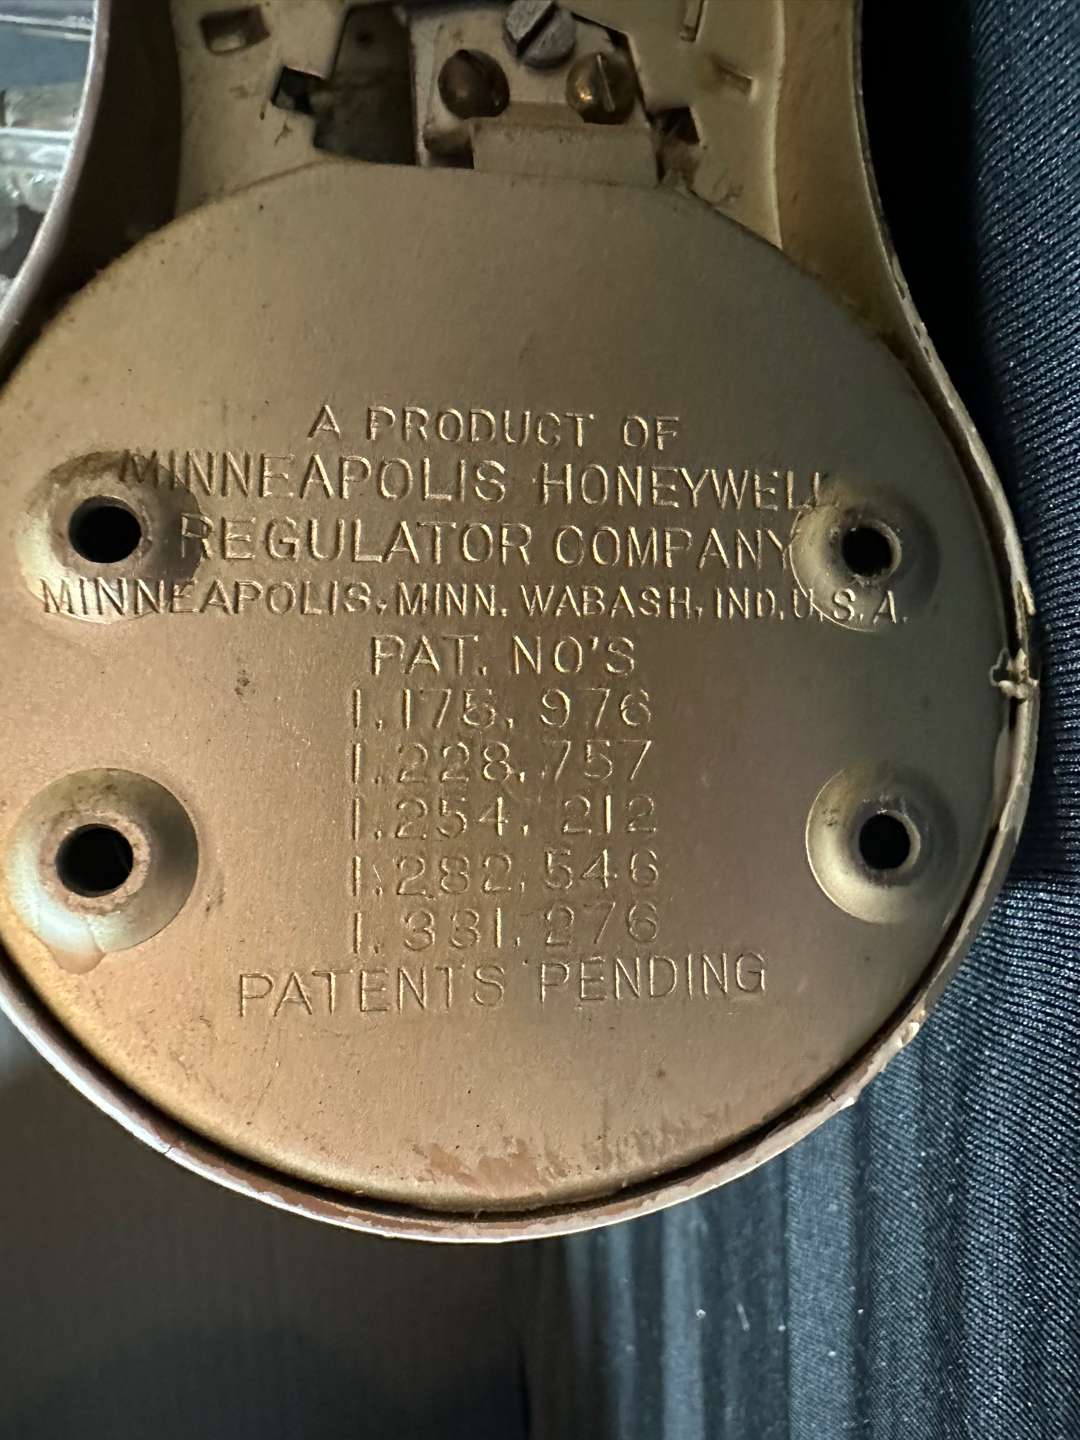 A PRODUCT OF
MINNEAPOLIS HONEYWELL
REGULATOR COMPANY
MINNEAPOLIS, MINN. WABASH, IND. U.S.A.
PAT. NO'S
1,175,976
1,228,757
1,254,212
1,282,546
1,331,276
PATENTS PENDING